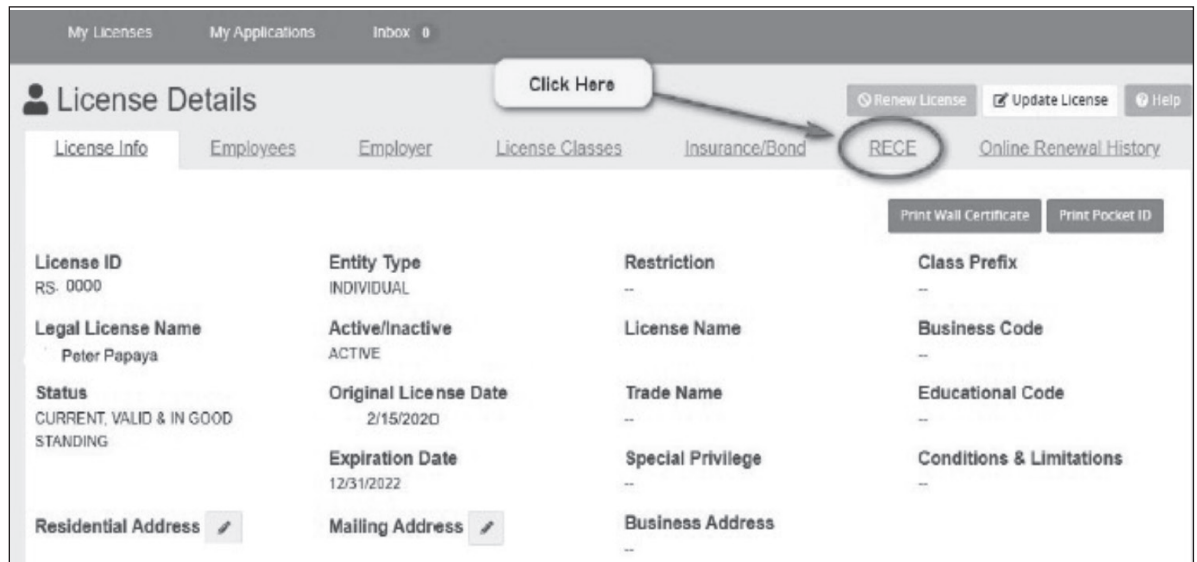 My Licenses My Applications Inbox 0
Click Here
License Details
Renew License Update License Help
License Info Employees Employer License Classes Insurance/Bond RECE Online Renewal History
Print Wall Certificate Print Pocket ID
License ID Entity Type Restriction Class Prefix
RS- 0000 INDIVIDUAL -- --
Legal License Name Active/Inactive License Name Business Code
Peter Papaya ACTIVE --
Status Original License Date Trade Name Educational Code
CURRENT, VALID & IN GOOD 2/15/2020 -- --
STANDING
Expiration Date Special Privilege Conditions & Limitations
12/31/2022 -- --
Residential Address Mailing Address Business Address
--